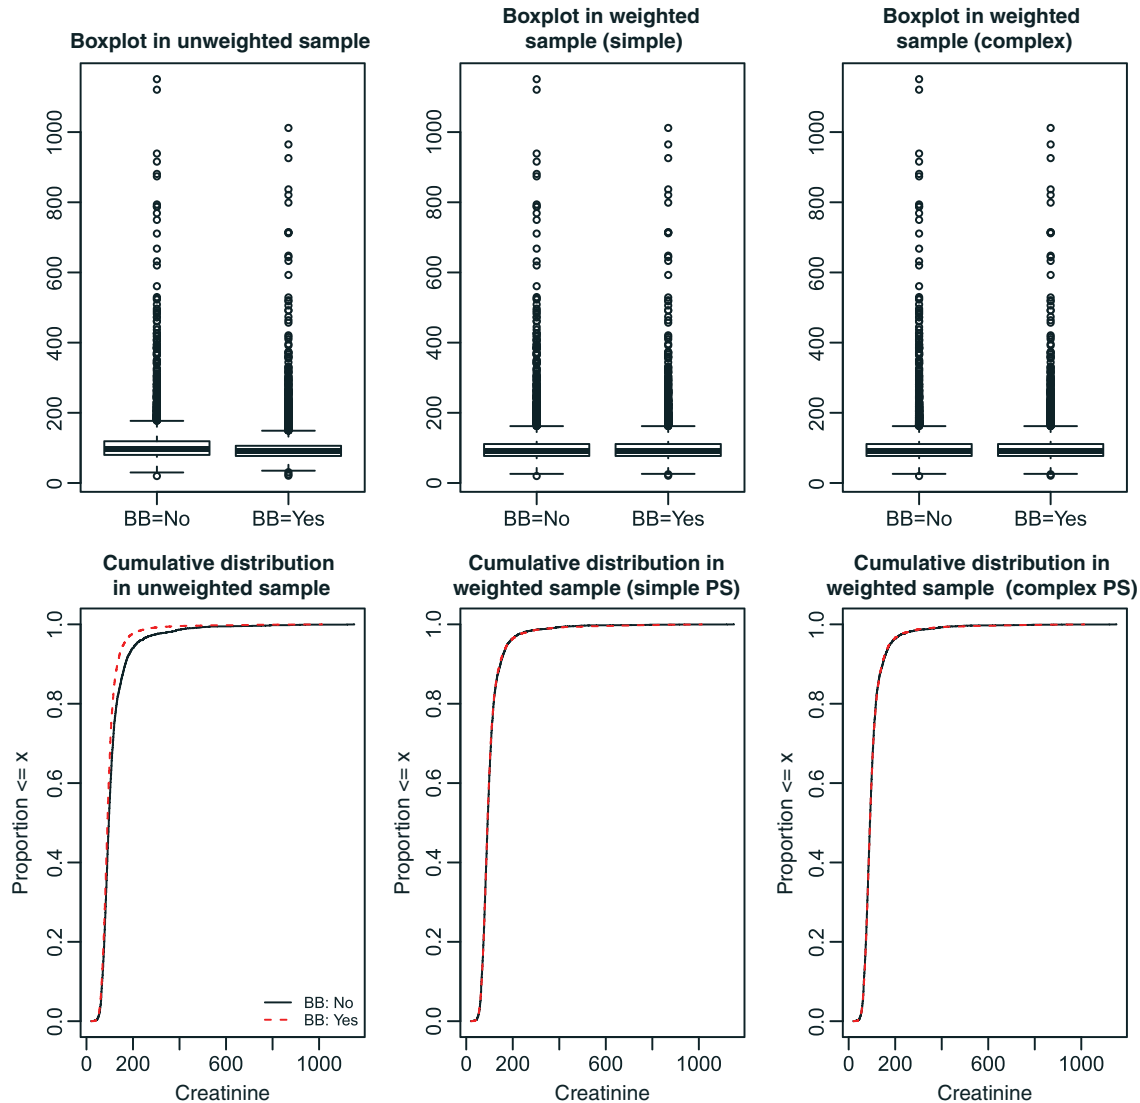 Boxplot in unweighted sample
0
200
400
600
800
1000
BB=No
BB=Yes
Boxplot in weighted
sample (simple)
0
200
400
600
800
1000
BB=No
BB=Yes
Boxplot in weighted
sample (complex)
0
200
400
600
800
1000
BB=No
BB=Yes
Cumulative distribution
in unweighted sample
Proportion <= x
0.0
0.2
0.4
0.6
0.8
1.0
BB: No
BB: Yes
0
200
600
1000
Creatinine
Cumulative distribution in
weighted sample (simple PS)
Proportion <= x
0.0
0.2
0.4
0.6
0.8
1.0
0
200
600
1000
Creatinine
Cumulative distribution in
weighted sample (complex PS)
Proportion <= x
0.0
0.2
0.4
0.6
0.8
1.0
0
200
600
1000
Creatinine